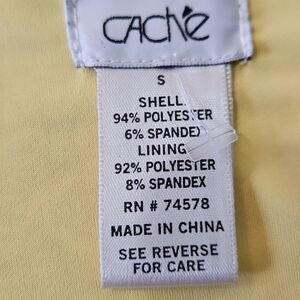 CACHÉ
S
SHELL
94% POLYESTER
6% SPANDEX
LINING
92% POLYESTER
8% SPANDEX
RN # 74578
MADE IN CHINA
SEE REVERSE
FOR CARE